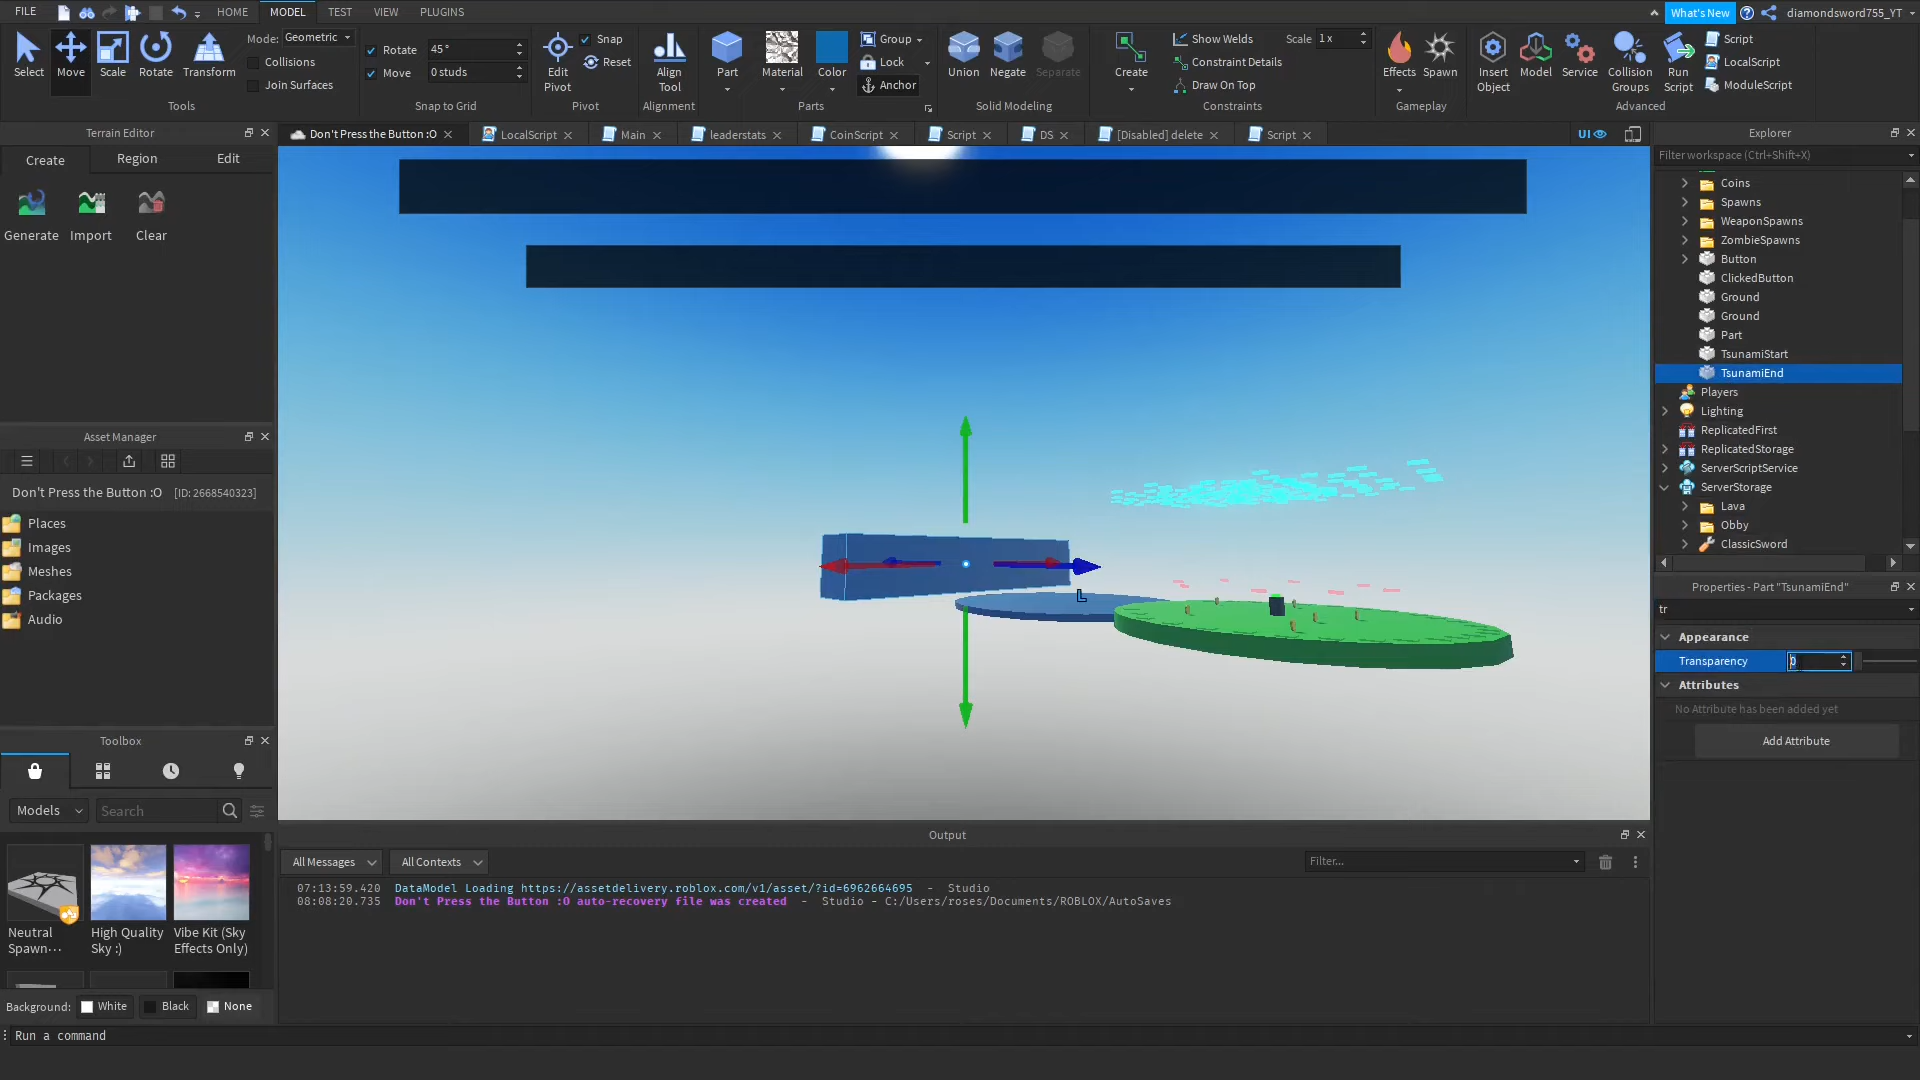 FILE HOME MODEL TEST VIEW PLUGINS What's New diamondsword755_YT
Select Move Scale Rotate Transform
Mode: Geometric
Collisions
Join Surfaces
Tools
Rotate 45°
Move 0 studs
Snap to Grid
Edit Pivot
Snap
Reset
Pivot
Align Tool
Alignment
Part Material Color
Group
Lock
Anchor
Parts
Union Negate Separate
Solid Modeling
Create
Show Welds Scale 1 x
Constraint Details
Draw On Top
Constraints
Effects Spawn
Gameplay
Insert Object Model Service Collision Groups Run Script
Script
LocalScript
ModuleScript
Advanced
Terrain Editor
Create Region Edit
Generate Import Clear
Asset Manager
Don't Press the Button :O [ID: 2668540323]
Places
Images
Meshes
Packages
Audio
Toolbox
Models Search
Neutral Spawn...
High Quality Sky :)
Vibe Kit (Sky Effects Only)
Background: White Black None
Run a command
Don't Press the Button :O LocalScript Main leaderstats CoinScript Script DS [Disabled] delete Script UI
L
Output
All Messages All Contexts Filter...
07:13:59.420 DataModel Loading https://assetdelivery.roblox.com/v1/asset/?id=6962664695 - Studio
08:08:20.735 Don't Press the Button :O auto-recovery file was created - Studio - C:/Users/roses/Documents/ROBLOX/AutoSaves
Explorer
Filter workspace (Ctrl+Shift+X)
Coins
Spawns
WeaponSpawns
ZombieSpawns
Button
ClickedButton
Ground
Ground
Part
TsunamiStart
TsunamiEnd
Players
Lighting
ReplicatedFirst
ReplicatedStorage
ServerScriptService
ServerStorage
Lava
Obby
ClassicSword
Properties - Part "TsunamiEnd"
tr
Appearance
Transparency 0
Attributes
No Attribute has been added yet
Add Attribute